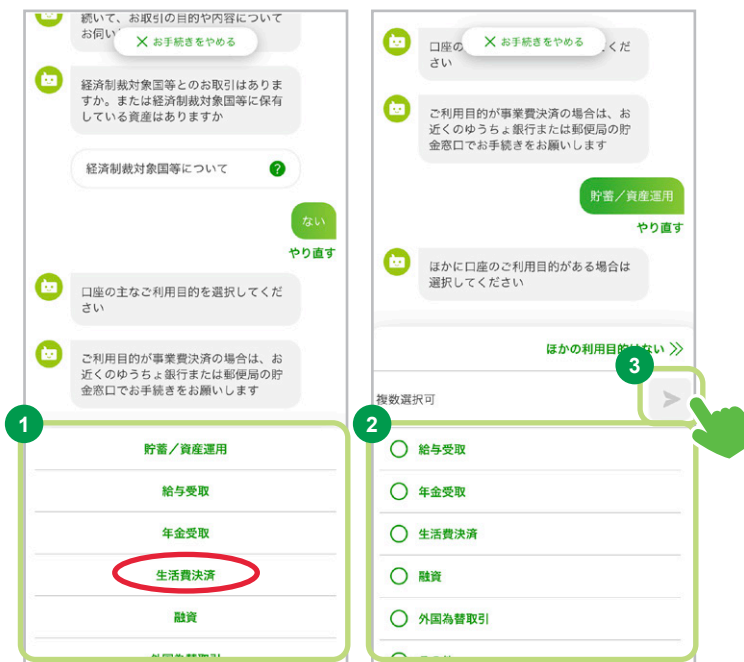 続いて、お取引の目的や内容について
お伺い
× お手続きをやめる
経済制裁対象国等とのお取引はありま
すか。または経済制裁対象国等に保有
している資産はありますか
経済制裁対象国等について ?
ない
やり直す
口座の主なご利用目的を選択してくだ
さい
ご利用目的が事業費決済の場合は、お
近くのゆうちょ銀行または郵便局の貯
金窓口でお手続きをお願いします
1
貯蓄/資産運用
給与受取
年金受取
生活費決済
融資
外国為替取引
口座の
× お手続きをやめる
くだ
さい
ご利用目的が事業費決済の場合は、お
近くのゆうちょ銀行または郵便局の貯
金窓口でお手続きをお願いします
貯蓄/資産運用
やり直す
ほかに口座のご利用目的がある場合は
選択してください
ほかの利用目的はない
3
複数選択可
2
給与受取
年金受取
生活費決済
融資
外国為替取引